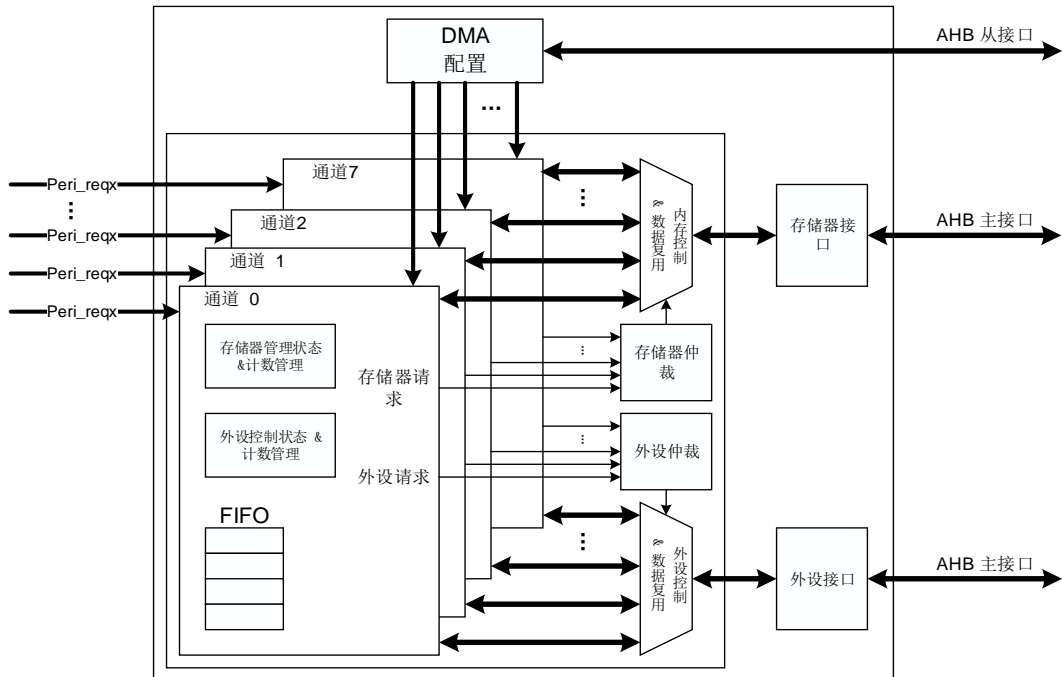 DMA
配置
AHB 从接口
...
通道7
Peri_reqx
...
...
通道2
内存控制
& 数据复用
存储器接
口
AHB 主接口
Peri_reqx
通道 1
Peri_reqx
通道 0
Peri_reqx
存储器管理状态
&计数管理
存储器请
求
...
存储器仲
裁
外设控制状态 &
计数管理
外设请求
...
外设仲裁
FIFO
...
外设控制
& 数据复用
外设接口
AHB 主接口